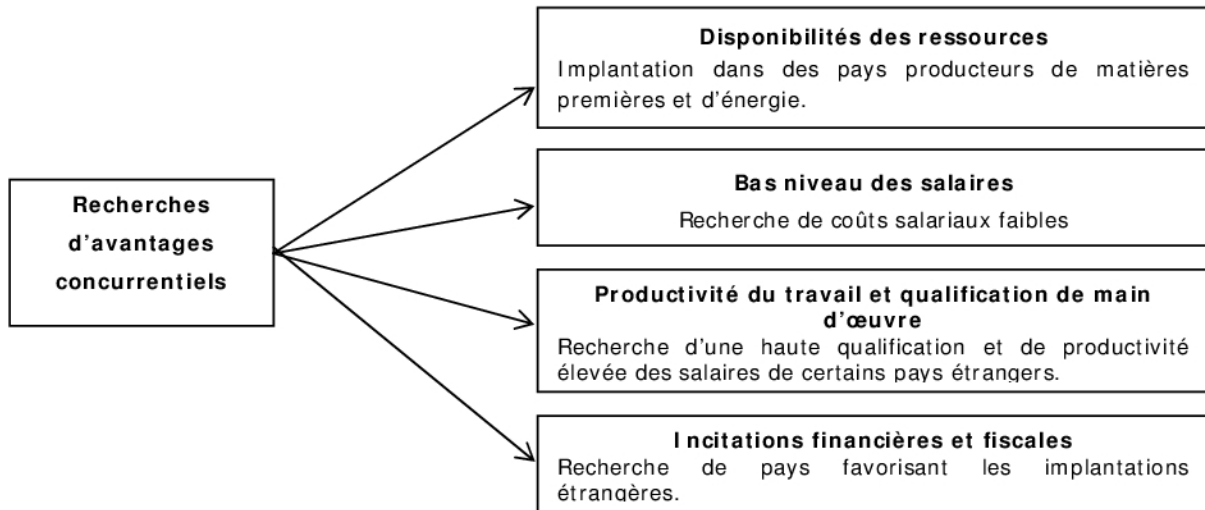 Disponibilités des ressources
Implantation dans des pays producteurs de matières
premières et d'énergie.
Bas niveau des salaires
Recherche de coûts salariaux faibles
Recherches
d'avantages
concurrentiels
Productivité du travail et qualification de main
d'œuvre
Recherche d'une haute qualification et de productivité
élevée des salaires de certains pays étrangers.
Incitations financières et fiscales
Recherche de pays favorisant les implantations
étrangères.